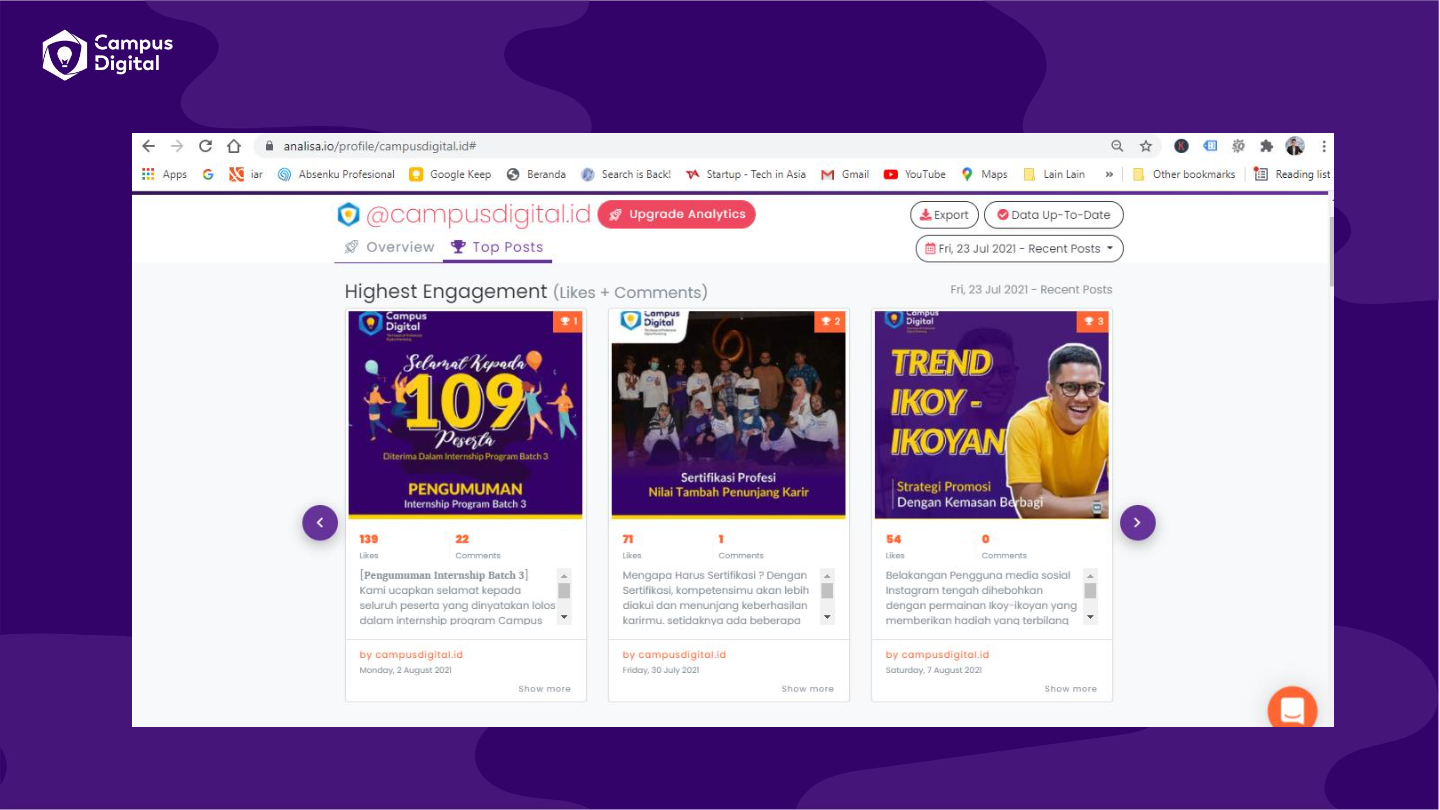 Campus
Digital
analisa.io/profile/campusdigital.id#
Apps
iar
Absenku Profesional
Google Keep
Beranda
Search is Back!
Startup - Tech in Asia
Gmail
YouTube
Maps
Lain Lain
»
Other bookmarks
Reading list
@campusdigital.id
Upgrade Analytics
Export
Data Up-To-Date
Overview
Top Posts
Fri, 23 Jul 2021 - Recent Posts
Highest Engagement (Likes + Comments)
Fri, 23 Jul 2021 - Recent Posts
Campus
Digital
1
Selamat Kepada
109
Peserta
Diterima Dalam Internship Program Batch 3
PENGUMUMAN
Internship Program Batch 3
139
Likes
22
Comments
[Pengumuman Internship Batch 3]
Kami ucapkan selamat kepada
seluruh peserta yang dinyatakan lolos
dalam internship program Campus
by campusdigital.id
Monday, 2 August 2021
Show more
Campus
Digital
2
Sertifikasi Profesi
Nilai Tambah Penunjang Karir
71
Likes
1
Comments
Mengapa Harus Sertifikasi ? Dengan
Sertifikasi, kompetensimu akan lebih
diakui dan menunjang keberhasilan
karirmu. setidaknya ada beberapa
by campusdigital.id
Friday, 30 July 2021
Show more
Campus
Digital
3
TREND
IKOY -
IKOYAN
Strategi Promosi
Dengan Kemasan Berbagi
54
Likes
0
Comments
Belakangan Pengguna media sosial
Instagram tengah dihebohkan
dengan permainan Ikoy-ikoyan yang
memberikan hadiah yang terbilang
by campusdigital.id
Saturday, 7 August 2021
Show more